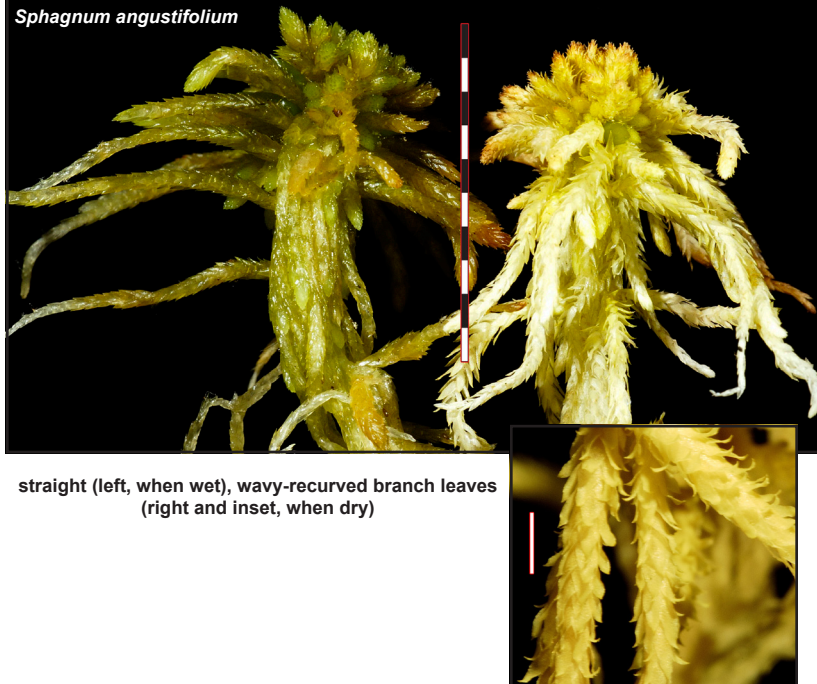 Sphagnum angustifolium
straight (left, when wet), wavy-recurved branch leaves
(right and inset, when dry)